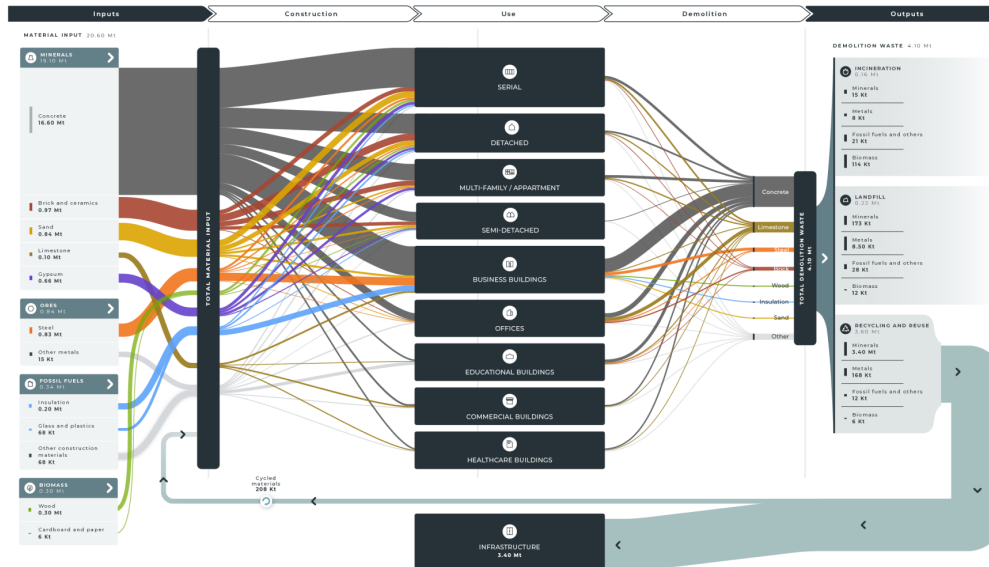 Inputs
Construction
Use
Demolition
Outputs
MATERIAL INPUT 20.60 Mt
MINERALS
19.10 Mt
Concrete
16.60 Mt
Brick and ceramics
0.97 Mt
Sand
0.84 Mt
Limestone
0.10 Mt
Gypsum
0.66 Mt
ORES
0.84 Mt
Steel
0.83 Mt
Other metals
15 Kt
FOSSIL FUELS
0.34 Mt
Insulation
0.20 Mt
Glass and plastics
68 Kt
Other construction
materials
68 Kt
BIOMASS
0.30 Mt
Wood
0.30 Mt
Cardboard and paper
6 Kt
TOTAL MATERIAL INPUT
Cycled
materials
208 Kt
SERIAL
DETACHED
MULTI-FAMILY / APPARTMENT
SEMI-DETACHED
BUSINESS BUILDINGS
OFFICES
EDUCATIONAL BUILDINGS
COMMERCIAL BUILDINGS
HEALTHCARE BUILDINGS
INFRASTRUCTURE
3.40 Mt
Concrete
Limestone
Steel
Brick
Wood
Insulation
Sand
Other
TOTAL DEMOLITION WASTE
4.10 Mt
DEMOLITION WASTE 4.10 Mt
INCINERATION
0.16 Mt
Minerals
15 Kt
Metals
8 Kt
Fossil fuels and others
21 Kt
Biomass
114 Kt
LANDFILL
0.22 Mt
Minerals
173 Kt
Metals
8.50 Kt
Fossil fuels and others
28 Kt
Biomass
12 Kt
RECYCLING AND REUSE
3.60 Mt
Minerals
3.40 Mt
Metals
168 Kt
Fossil fuels and others
12 Kt
Biomass
6 Kt